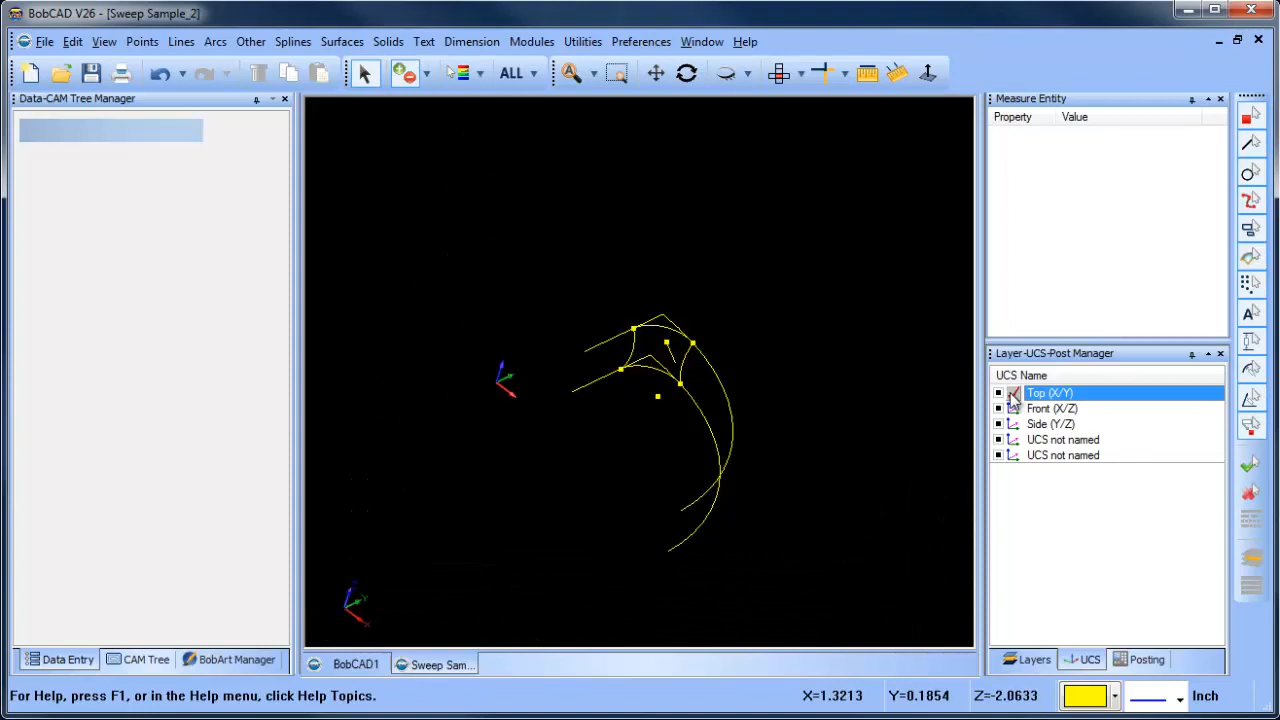 BobCAD V26 - [Sweep Sample_2]
File Edit View Points Lines Arcs Other Splines Surfaces Solids Text Dimension Modules Utilities Preferences Window Help
ALL
Data-CAM Tree Manager
Measure Entity
Property Value
Layer-UCS-Post Manager
UCS Name
Top (X/Y)
Front (X/Z)
Side (Y/Z)
UCS not named
UCS not named
Data Entry CAM Tree BobArt Manager
BobCAD1 Sweep Sam...
Layers UCS Posting
For Help, press F1, or in the Help menu, click Help Topics.
X=1.3213 Y=0.1854 Z=-2.0633 Inch